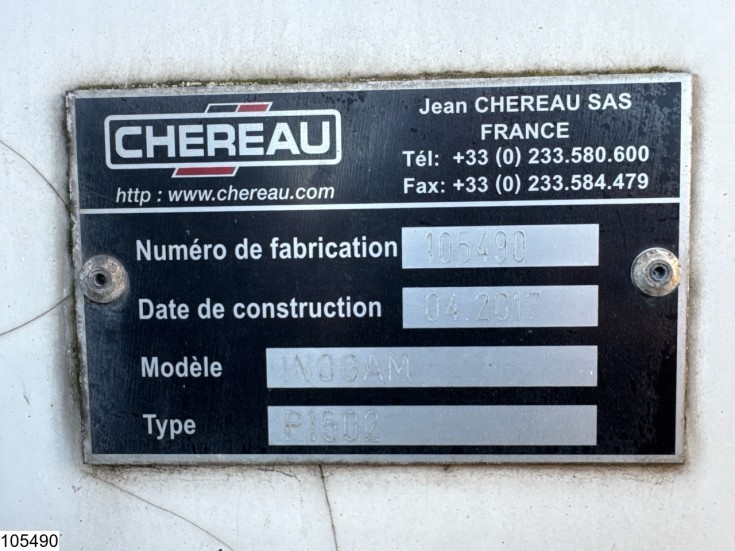 CHEREAU
http : www.chereau.com
Jean CHEREAU SAS
FRANCE
Tél: +33 (0) 233.580.600
Fax: +33 (0) 233.584.479
Numéro de fabrication 105490
Date de construction 04.2017
Modèle INOGAM
Type P1502
105490